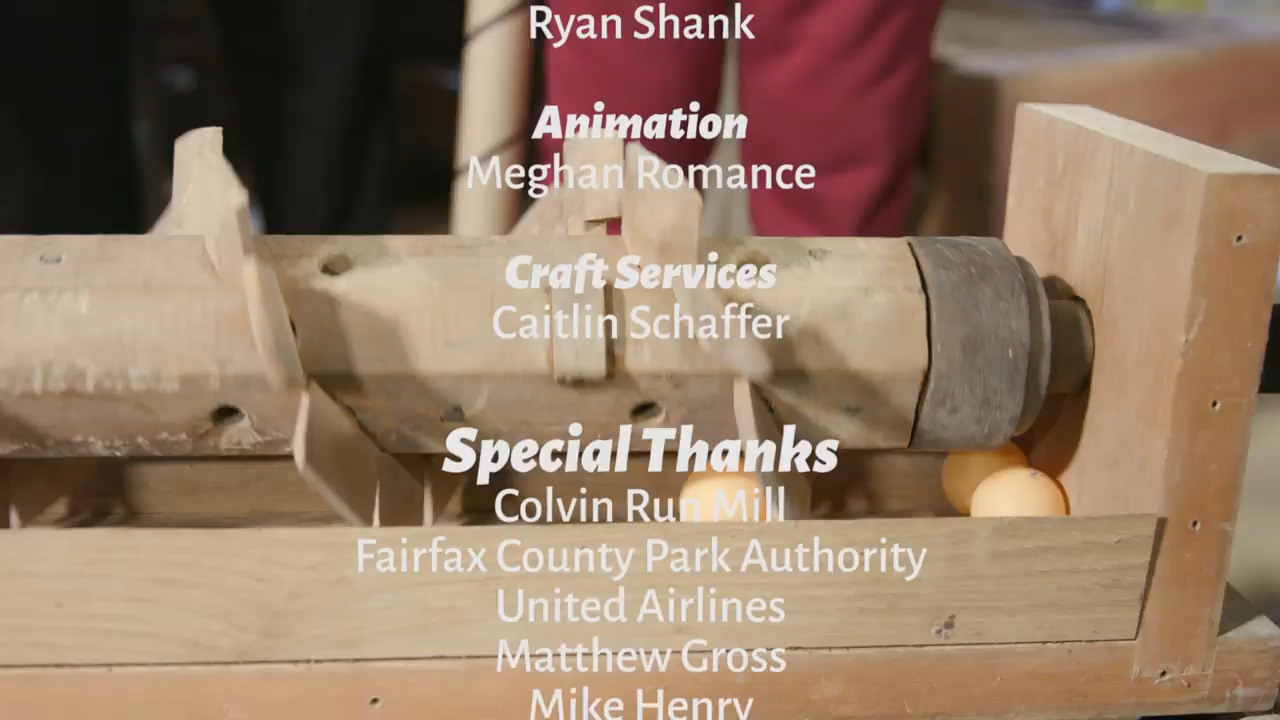 Ryan Shank
Animation
Meghan Romance
Craft Services
Caitlin Schaffer
Special Thanks
Colvin Run Mill
Fairfax County Park Authority
United Airlines
Matthew Gross
Mike Henry